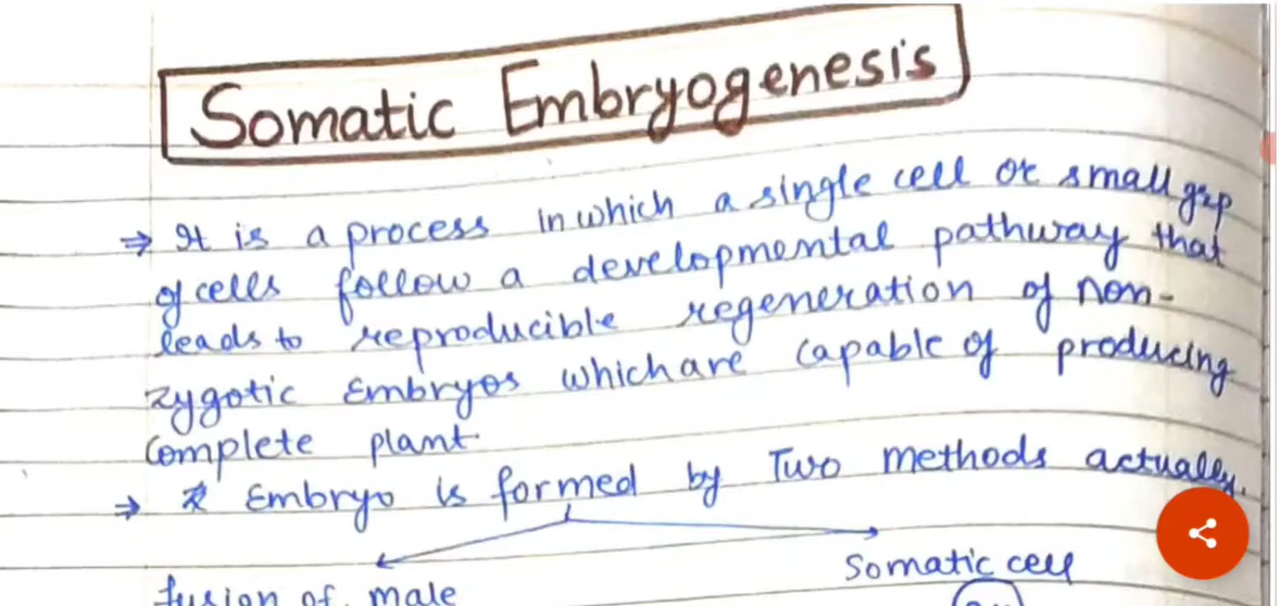 Somatic Embryogenesis
⇒ It is a process in which a single cell or small grp
of cells follow a developmental pathway that
leads to reproducible regeneration of non-
zygotic Embryos which are capable of producing
Complete plant.
⇒ Embryo is formed by Two methods actually.
fusion of male
Somatic cell